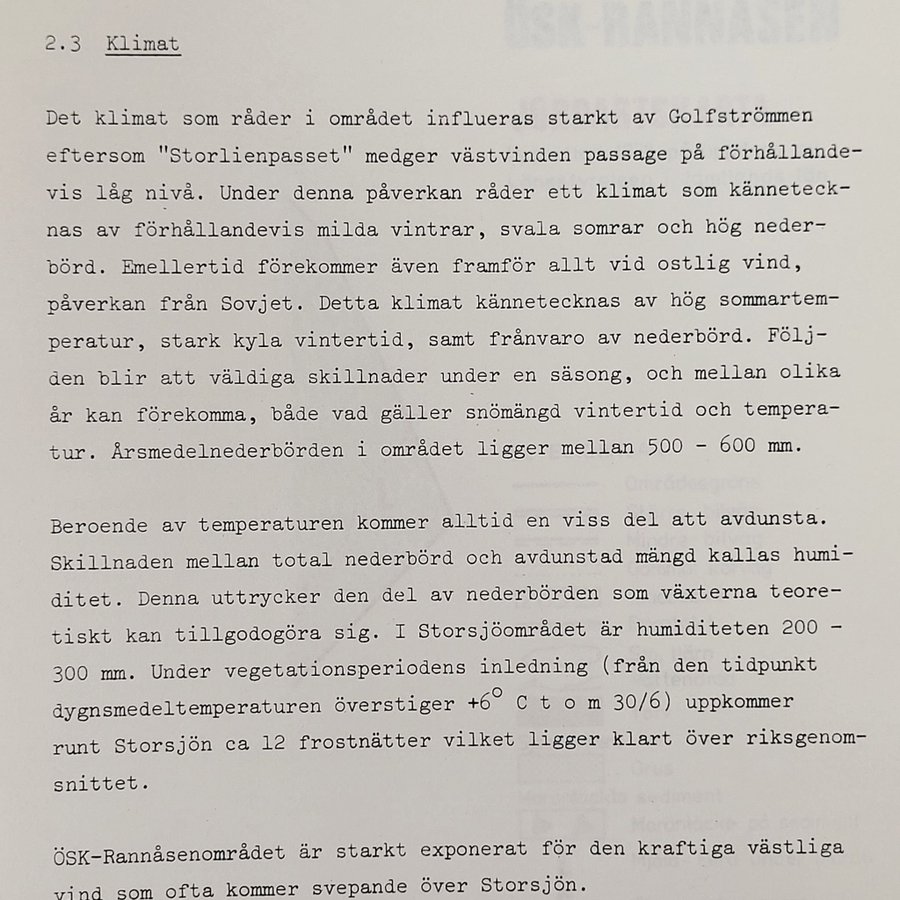 2.3 Klimat
Det klimat som råder i området influeras starkt av Golfströmmen
eftersom "Storlienpasset" medger västvinden passage på förhållande-
vis låg nivå. Under denna påverkan råder ett klimat som känneteck-
nas av förhållandevis milda vintrar, svala somrar och hög neder-
börd. Emellertid förekommer även framför allt vid ostlig vind,
påverkan från Sovjet. Detta klimat kännetecknas av hög sommartem-
peratur, stark kyla vintertid, samt frånvaro av nederbörd. Följ-
den blir att väldiga skillnader under en säsong, och mellan olika
år kan förekomma, både vad gäller snömängd vintertid och tempera-
tur. Årsmedelnederbörden i området ligger mellan 500 - 600 mm.
Beroende av temperaturen kommer alltid en viss del att avdunsta.
Skillnaden mellan total nederbörd och avdunstad mängd kallas humi-
ditet. Denna uttrycker den del av nederbörden som växterna teore-
tiskt kan tillgodogöra sig. I Storsjöområdet är humiditeten 200 -
300 mm. Under vegetationsperiodens inledning (från den tidpunkt
dygnsmedeltemperaturen överstiger +6° C t o m 30/6) uppkommer
runt Storsjön ca 12 frostnätter vilket ligger klart över riksgenom-
snittet.
ÖSK-Rannåsenområdet är starkt exponerat för den kraftiga västliga
vind som ofta kommer svepande över Storsjön.